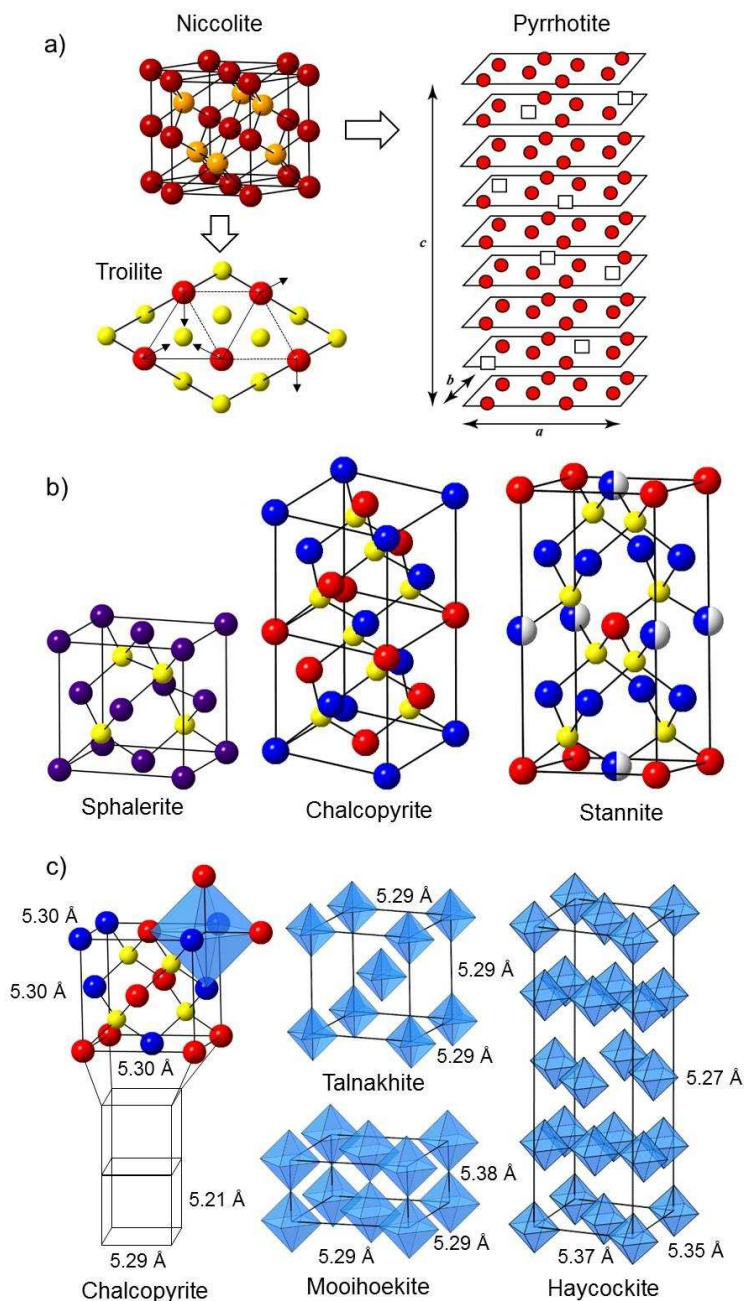 a)
Niccolite
Pyrrhotite
Troilite
c
b
a
b)
Sphalerite
Chalcopyrite
Stannite
c)
5.30 Å
5.30 Å
5.30 Å
5.21 Å
5.29 Å
Chalcopyrite
5.29 Å
5.29 Å
5.29 Å
Talnakhite
5.38 Å
5.29 Å
5.29 Å
Mooihoekite
5.27 Å
5.35 Å
5.37 Å
Haycockite